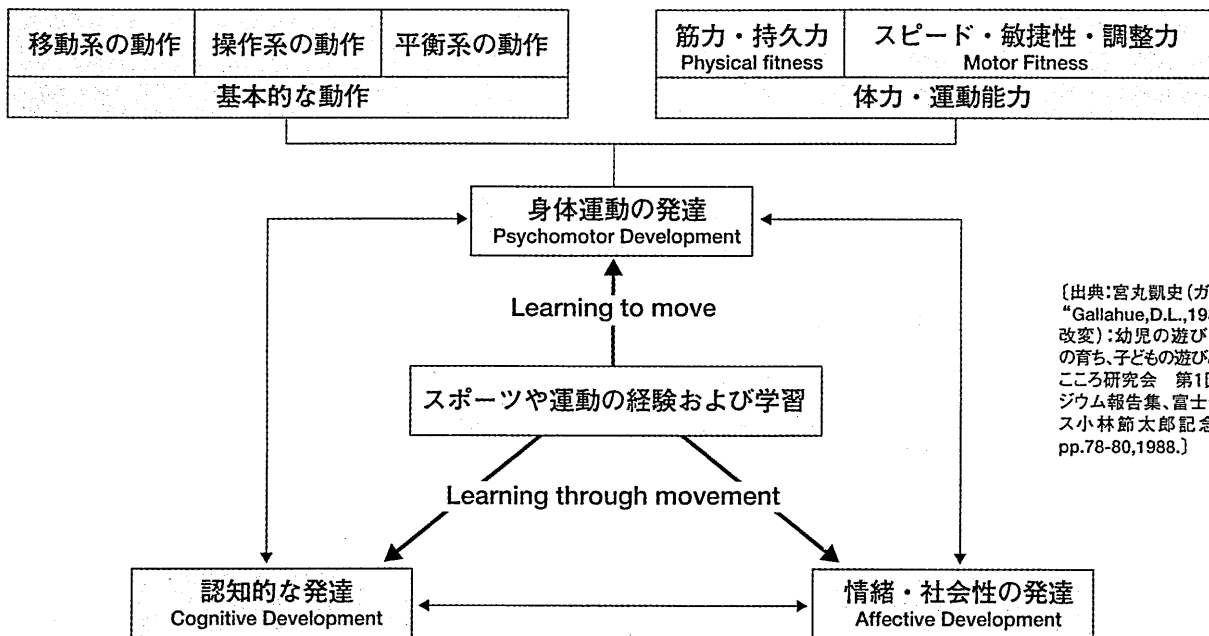 移動系の動作
操作系の動作
平衡系の動作
基本的な動作
筋力・持久力
Physical fitness
スピード・敏捷性・調整力
Motor Fitness
体力・運動能力
身体運動の発達
Psychomotor Development
Learning to move
スポーツや運動の経験および学習
Learning through movement
認知的な発達
Cognitive Development
情緒・社会性の発達
Affective Development
〔出典:宮丸凱史(ガ
“Gallahue,D.L.,198
改変):幼児の遊び
の育ち、子どもの遊び
こころ研究会 第1回
ジウム報告集、富士
ス小林節太郎記念
pp.78-80,1988.〕